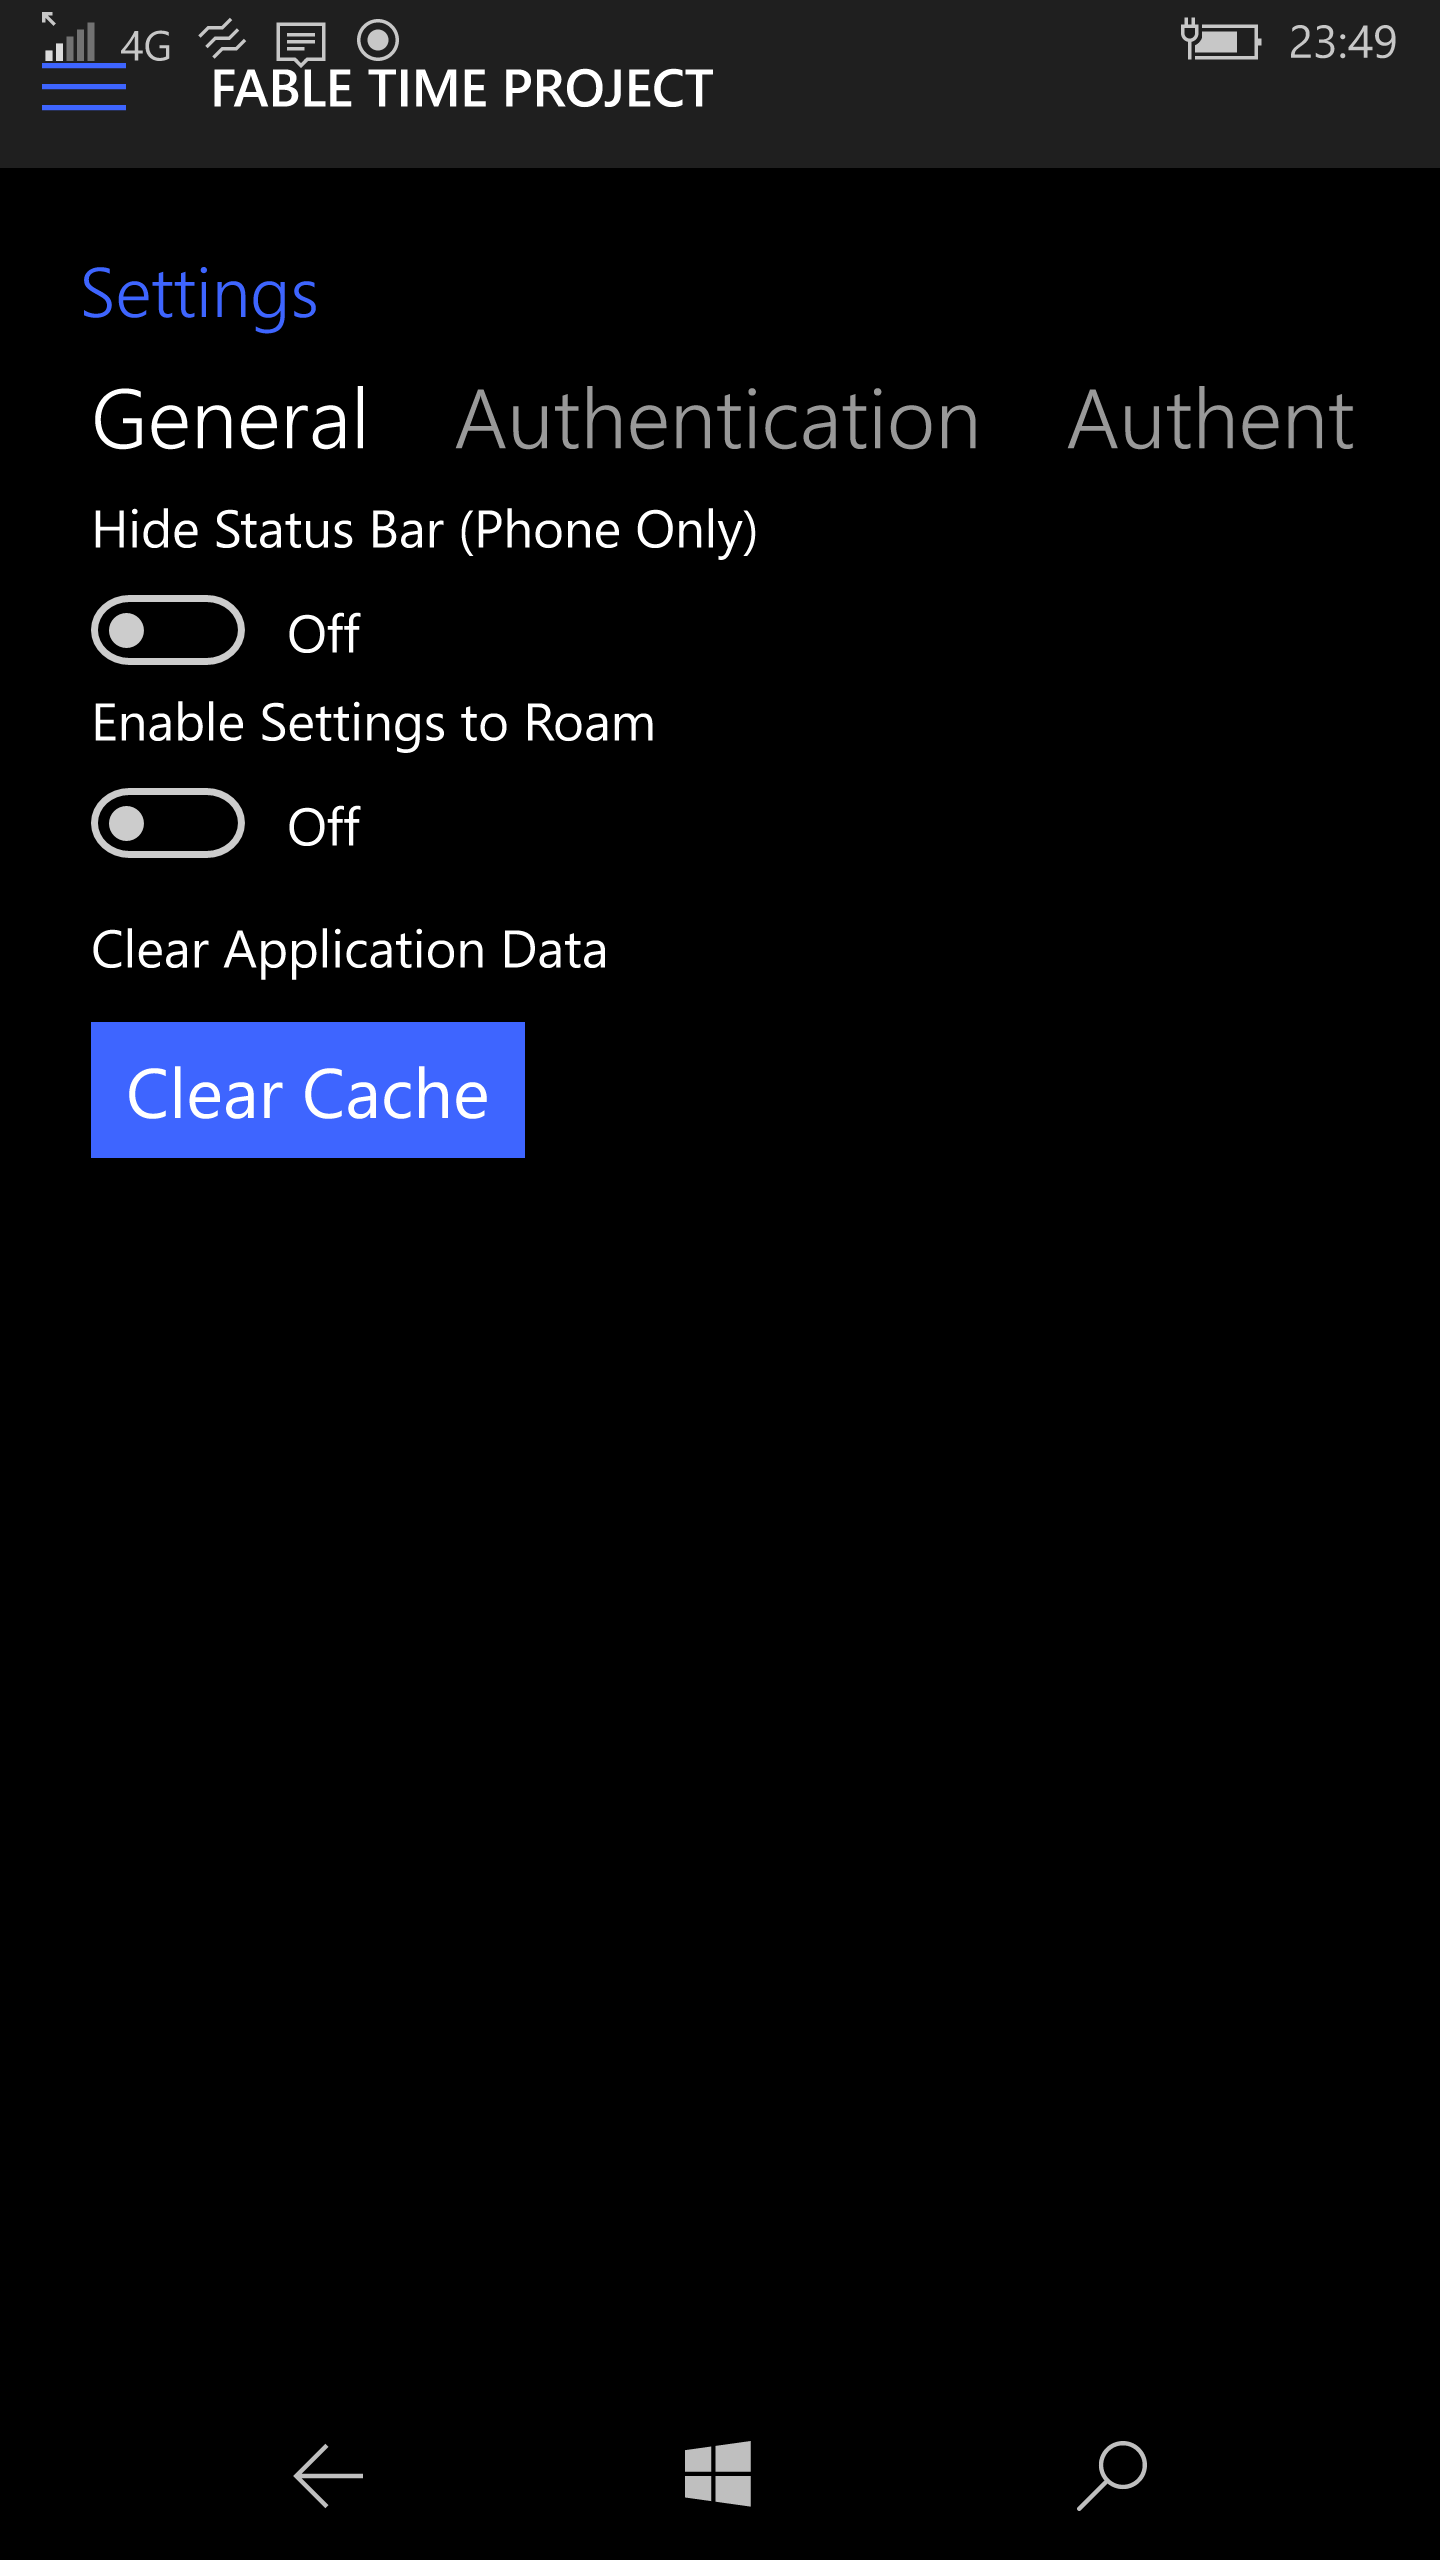 4G 23:49
FABLE TIME PROJECT
Settings
General Authentication Authent
Hide Status Bar (Phone Only)
Off
Enable Settings to Roam
Off
Clear Application Data
Clear Cache